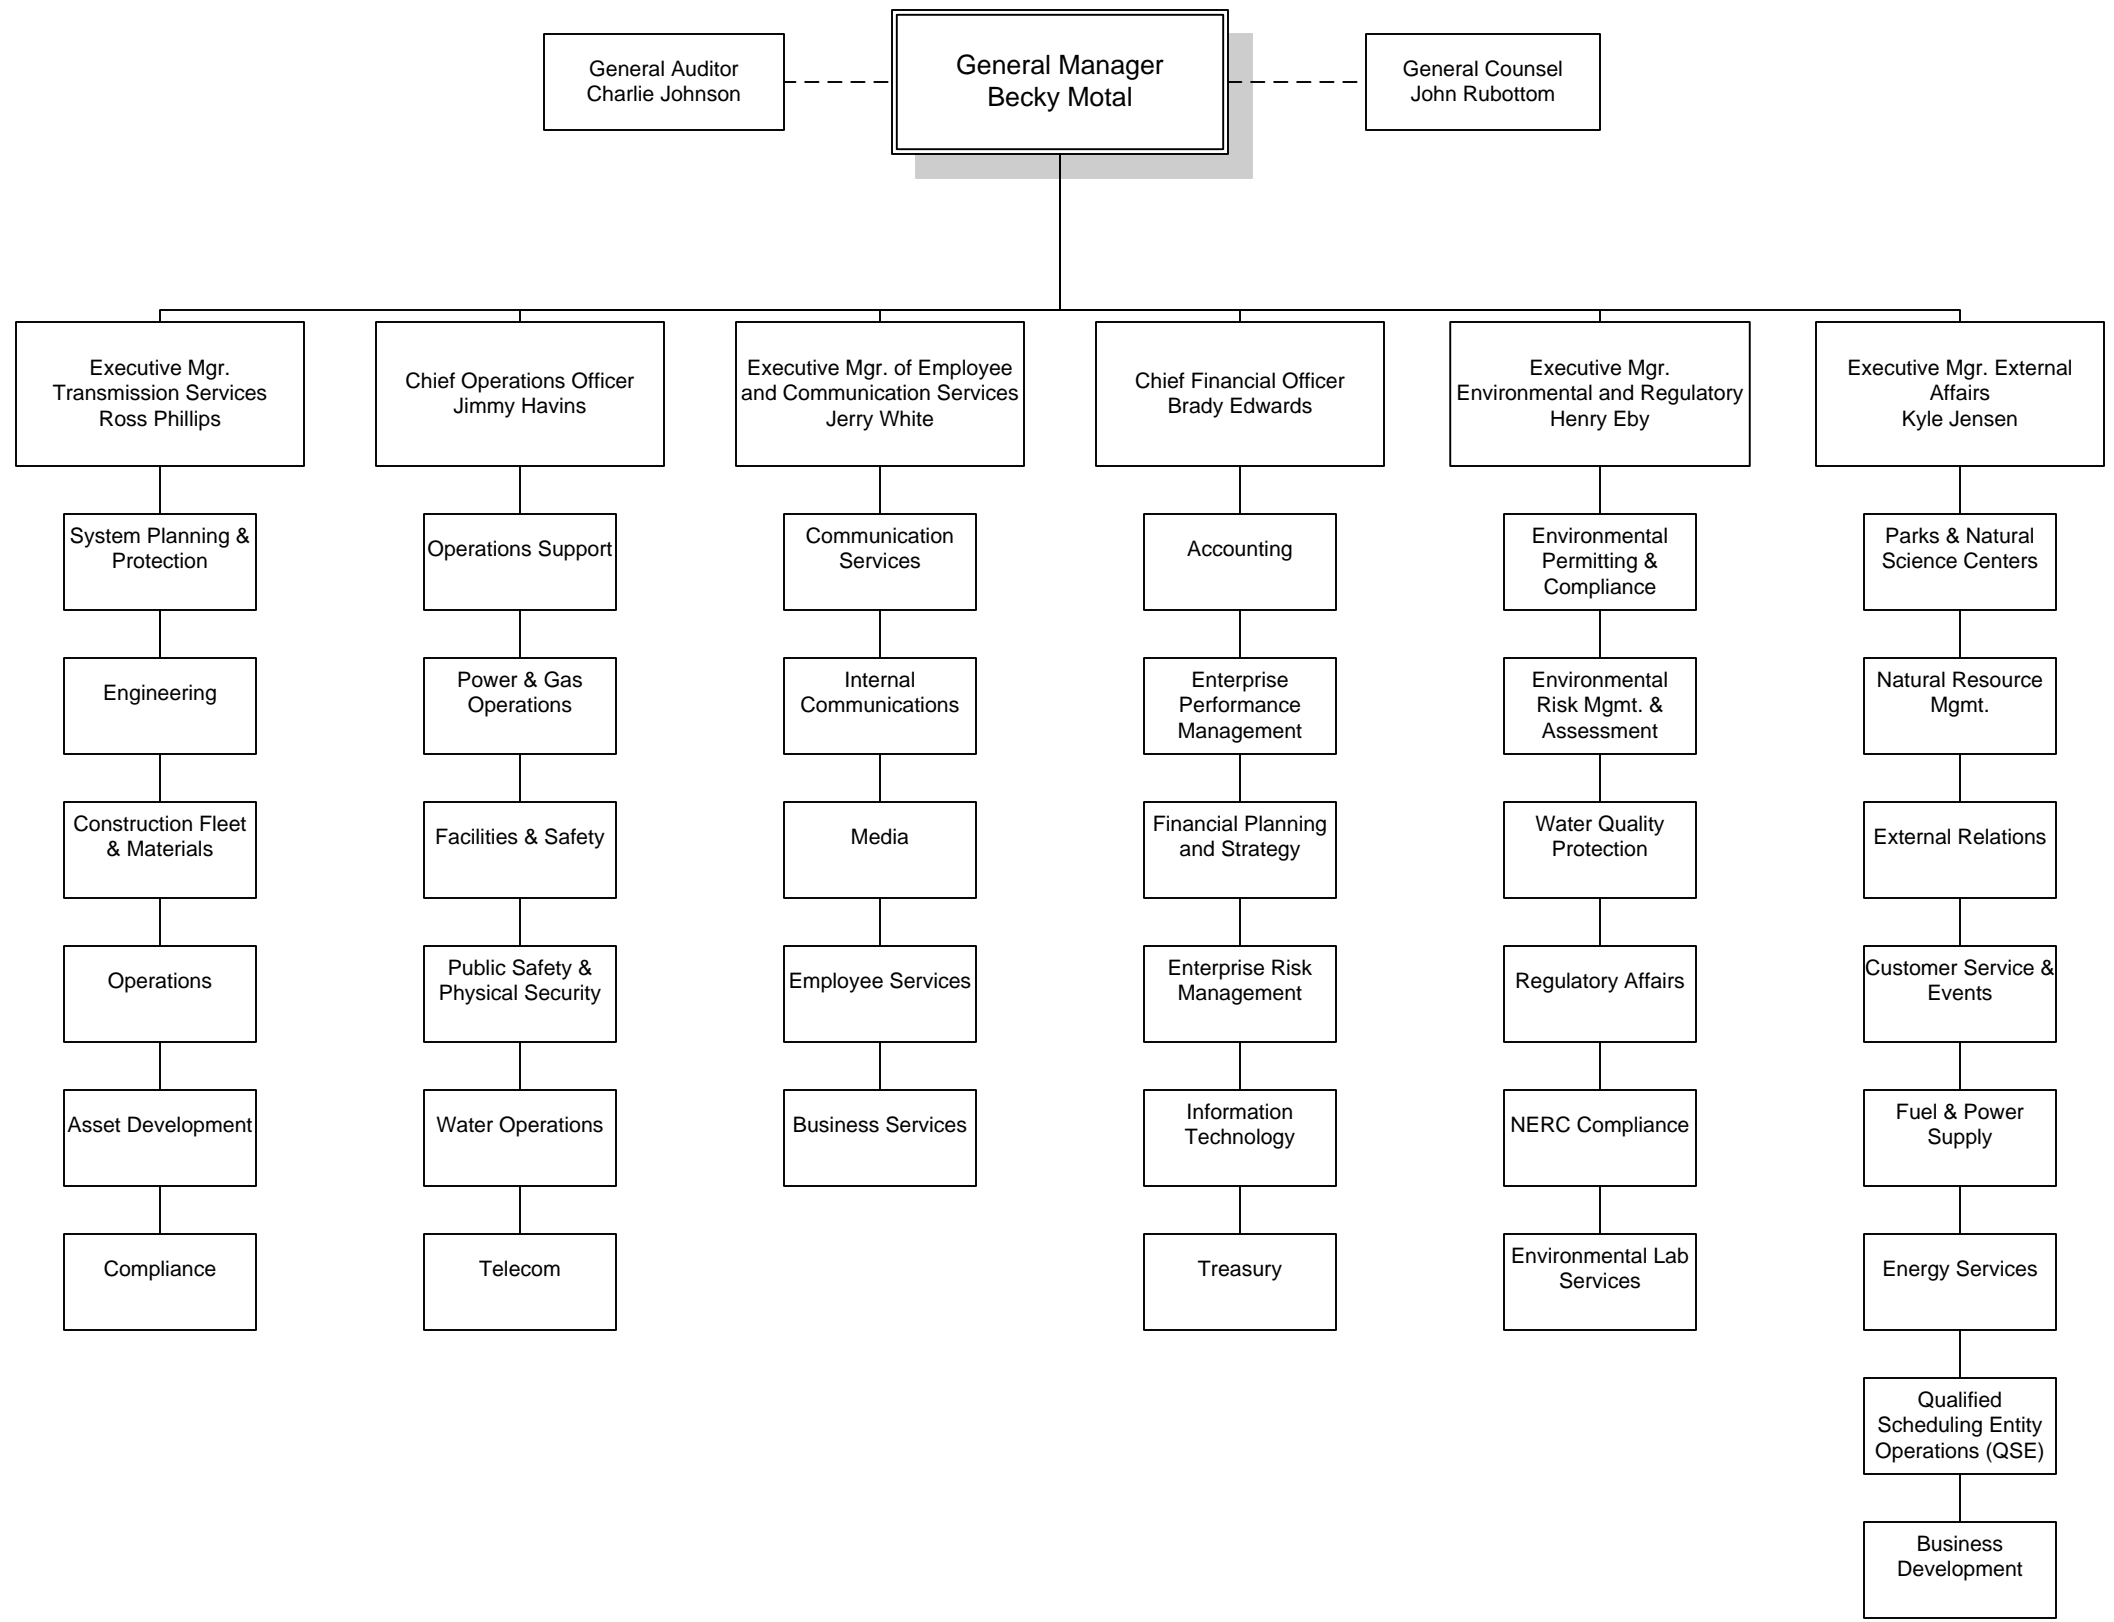 General Auditor
Charlie Johnson
General Manager
Becky Motal
General Counsel
John Rubottom
Executive Mgr.
Transmission Services
Ross Phillips
Chief Operations Officer
Jimmy Havins
Executive Mgr. of Employee
and Communication Services
Jerry White
Chief Financial Officer
Brady Edwards
Executive Mgr.
Environmental and Regulatory
Henry Eby
Executive Mgr. External
Affairs
Kyle Jensen
System Planning &
Protection
Engineering
Construction Fleet
& Materials
Operations
Asset Development
Compliance
Operations Support
Power & Gas
Operations
Facilities & Safety
Public Safety &
Physical Security
Water Operations
Telecom
Communication
Services
Internal
Communications
Media
Employee Services
Business Services
Accounting
Enterprise
Performance
Management
Financial Planning
and Strategy
Enterprise Risk
Management
Information
Technology
Treasury
Environmental
Permitting &
Compliance
Environmental
Risk Mgmt. &
Assessment
Water Quality
Protection
Regulatory Affairs
NERC Compliance
Environmental Lab
Services
Parks & Natural
Science Centers
Natural Resource
Mgmt.
External Relations
Customer Service &
Events
Fuel & Power
Supply
Energy Services
Qualified
Scheduling Entity
Operations (QSE)
Business
Development